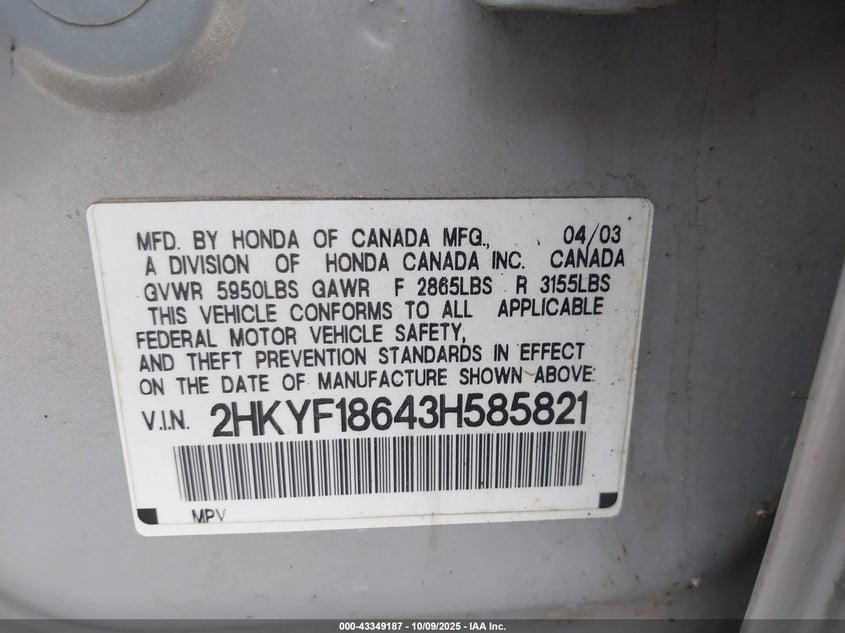 MFD. BY HONDA OF CANADA MFG., 04/03
A DIVISION OF HONDA CANADA INC. CANADA
GVWR 5950LBS GAWR F 2865LBS R 3155LBS
THIS VEHICLE CONFORMS TO ALL APPLICABLE
FEDERAL MOTOR VEHICLE SAFETY,
AND THEFT PREVENTION STANDARDS IN EFFECT
ON THE DATE OF MANUFACTURE SHOWN ABOVE:
V.I.N. 2HKYF18643H585821
MPV
000-43349187 - 10/09/2025 - IAA Inc.